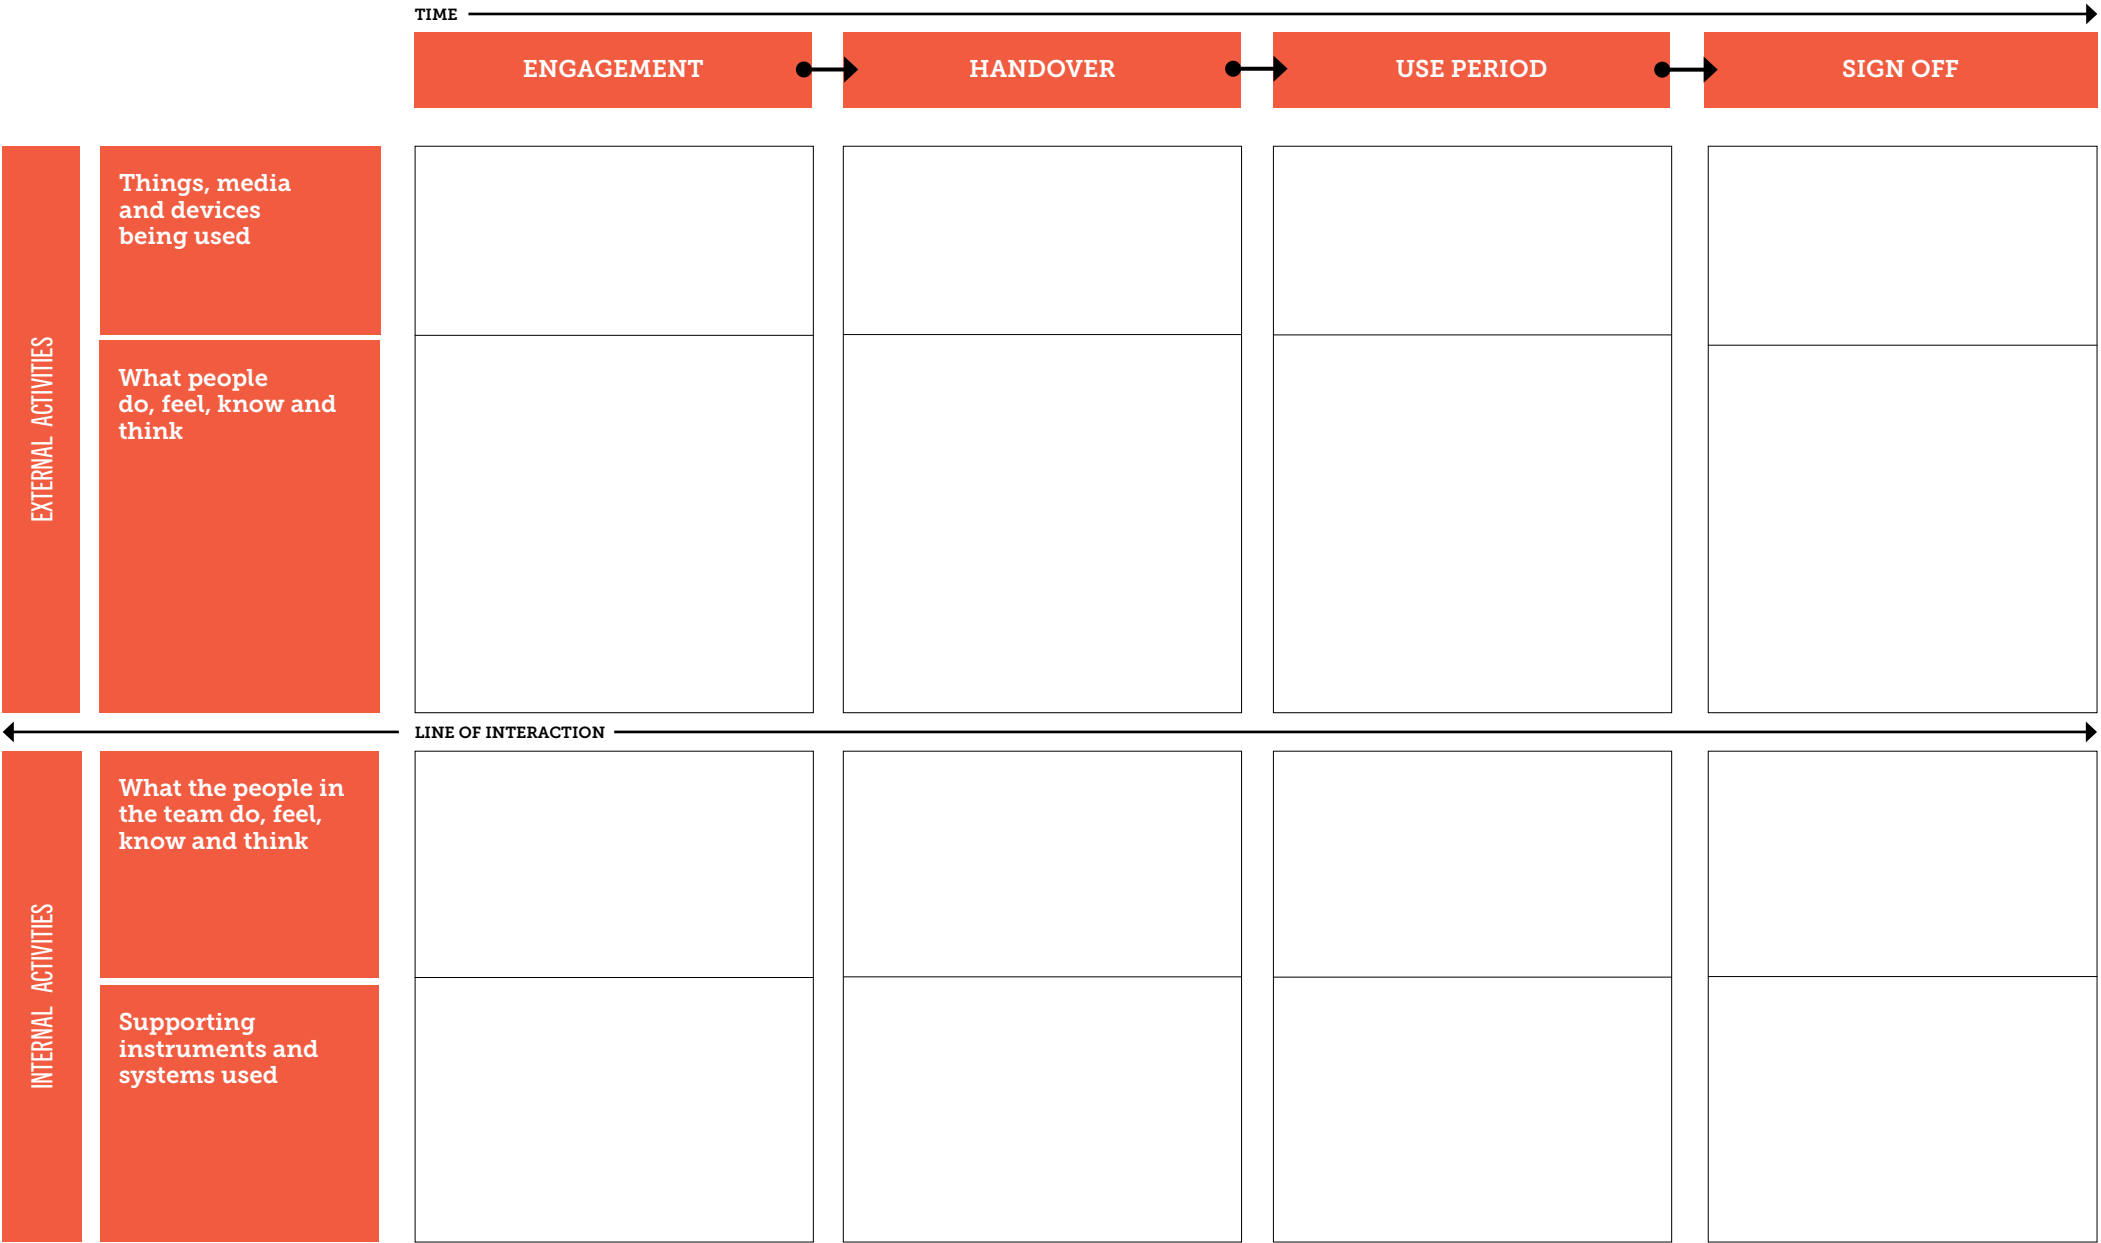 TIME
ENGAGEMENT
HANDOVER
USE PERIOD
SIGN OFF
EXTERNAL ACTIVITIES
Things, media
and devices
being used
What people
do, feel, know and
think
LINE OF INTERACTION
INTERNAL ACTIVITIES
What the people in
the team do, feel,
know and think
Supporting
instruments and
systems used